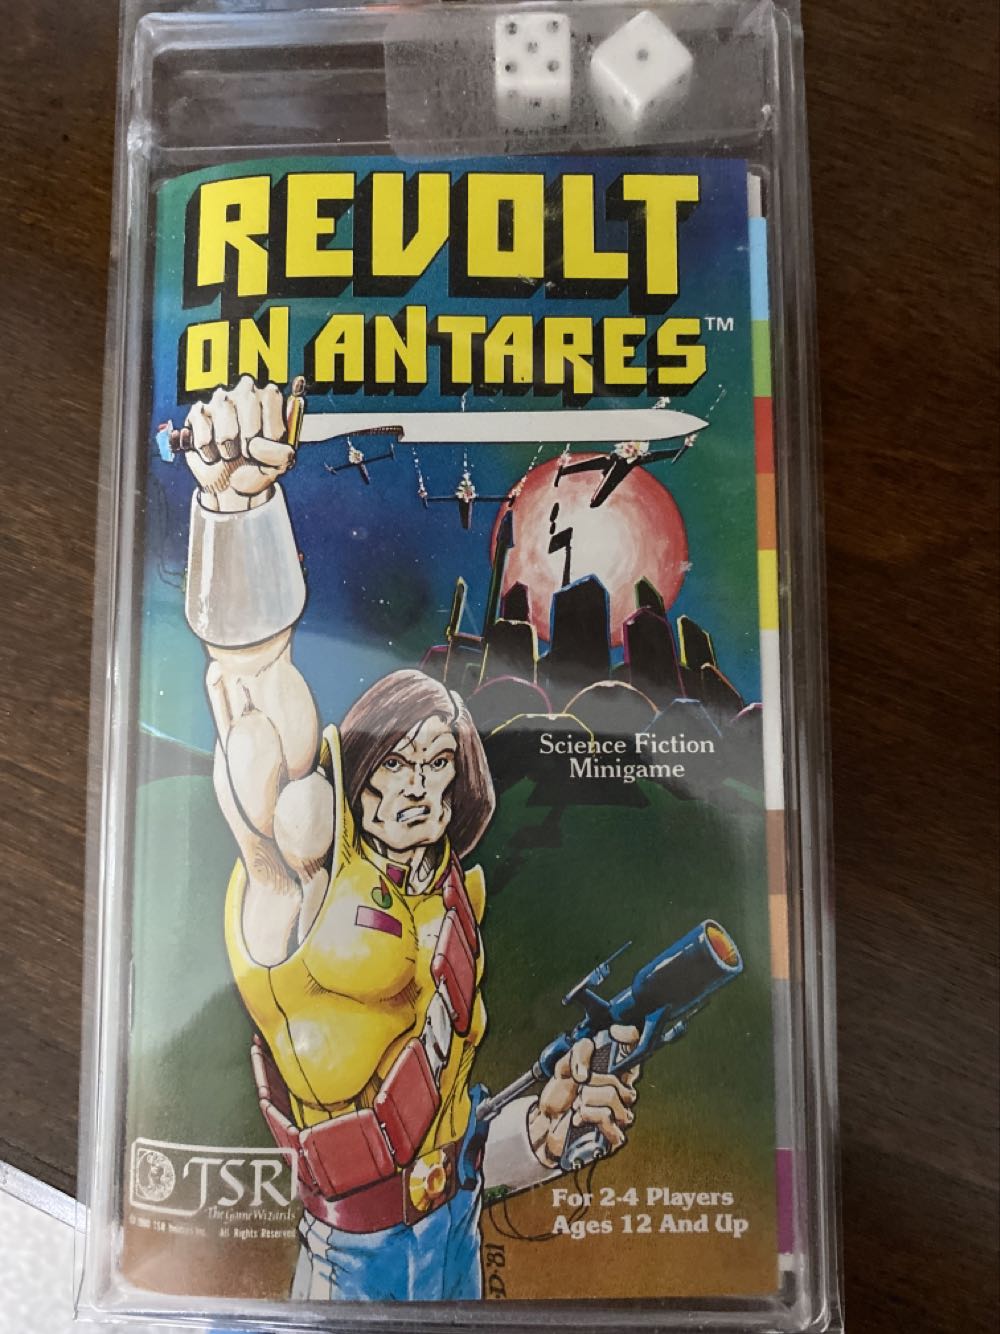 REVOLT
ON ANTARES™
Science Fiction
Minigame
TSR
The Game Wizards
TSR
All Rights Reserved
For 2-4 Players
Ages 12 And Up
D·81